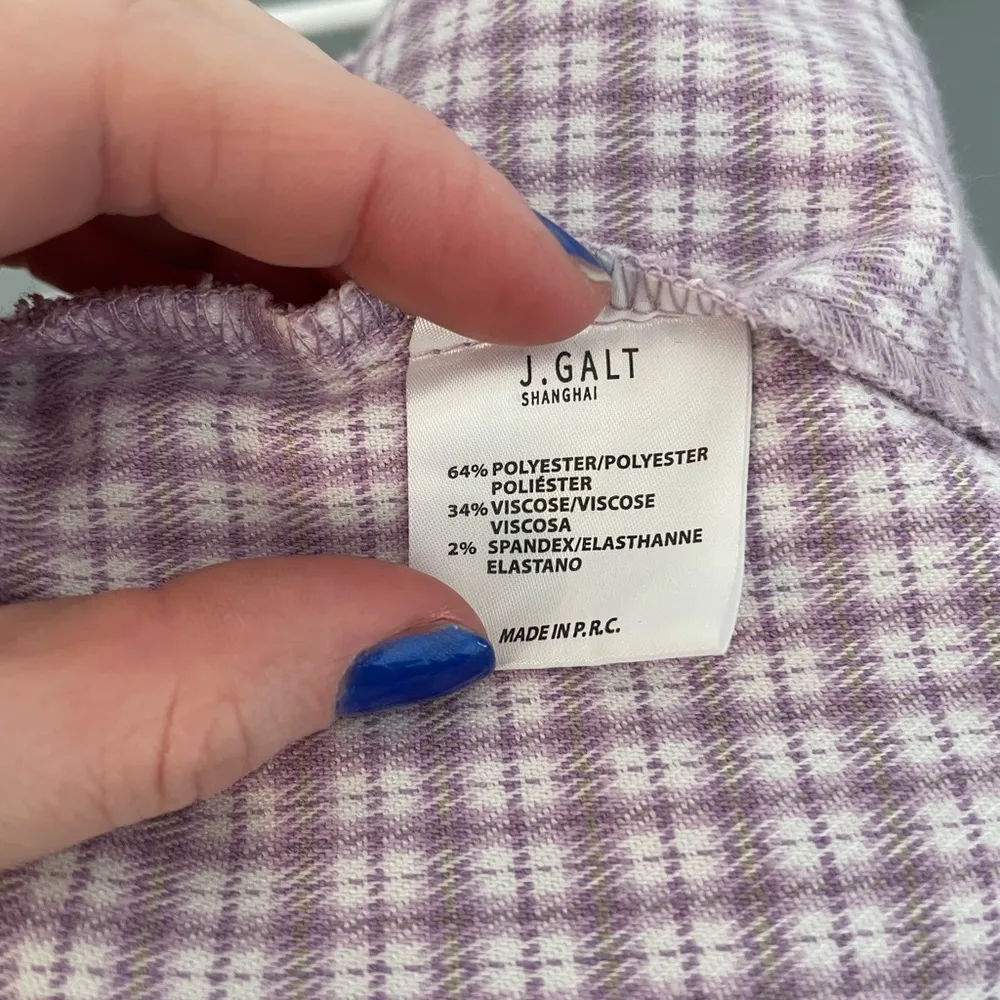 J.GALT
SHANGHAI
64% POLYESTER/POLYESTER
POLIÉSTER
34% VISCOSE/VISCOSE
VISCOSA
2% SPANDEX/ELASTHANNE
ELASTANO
MADE IN P.R.C.